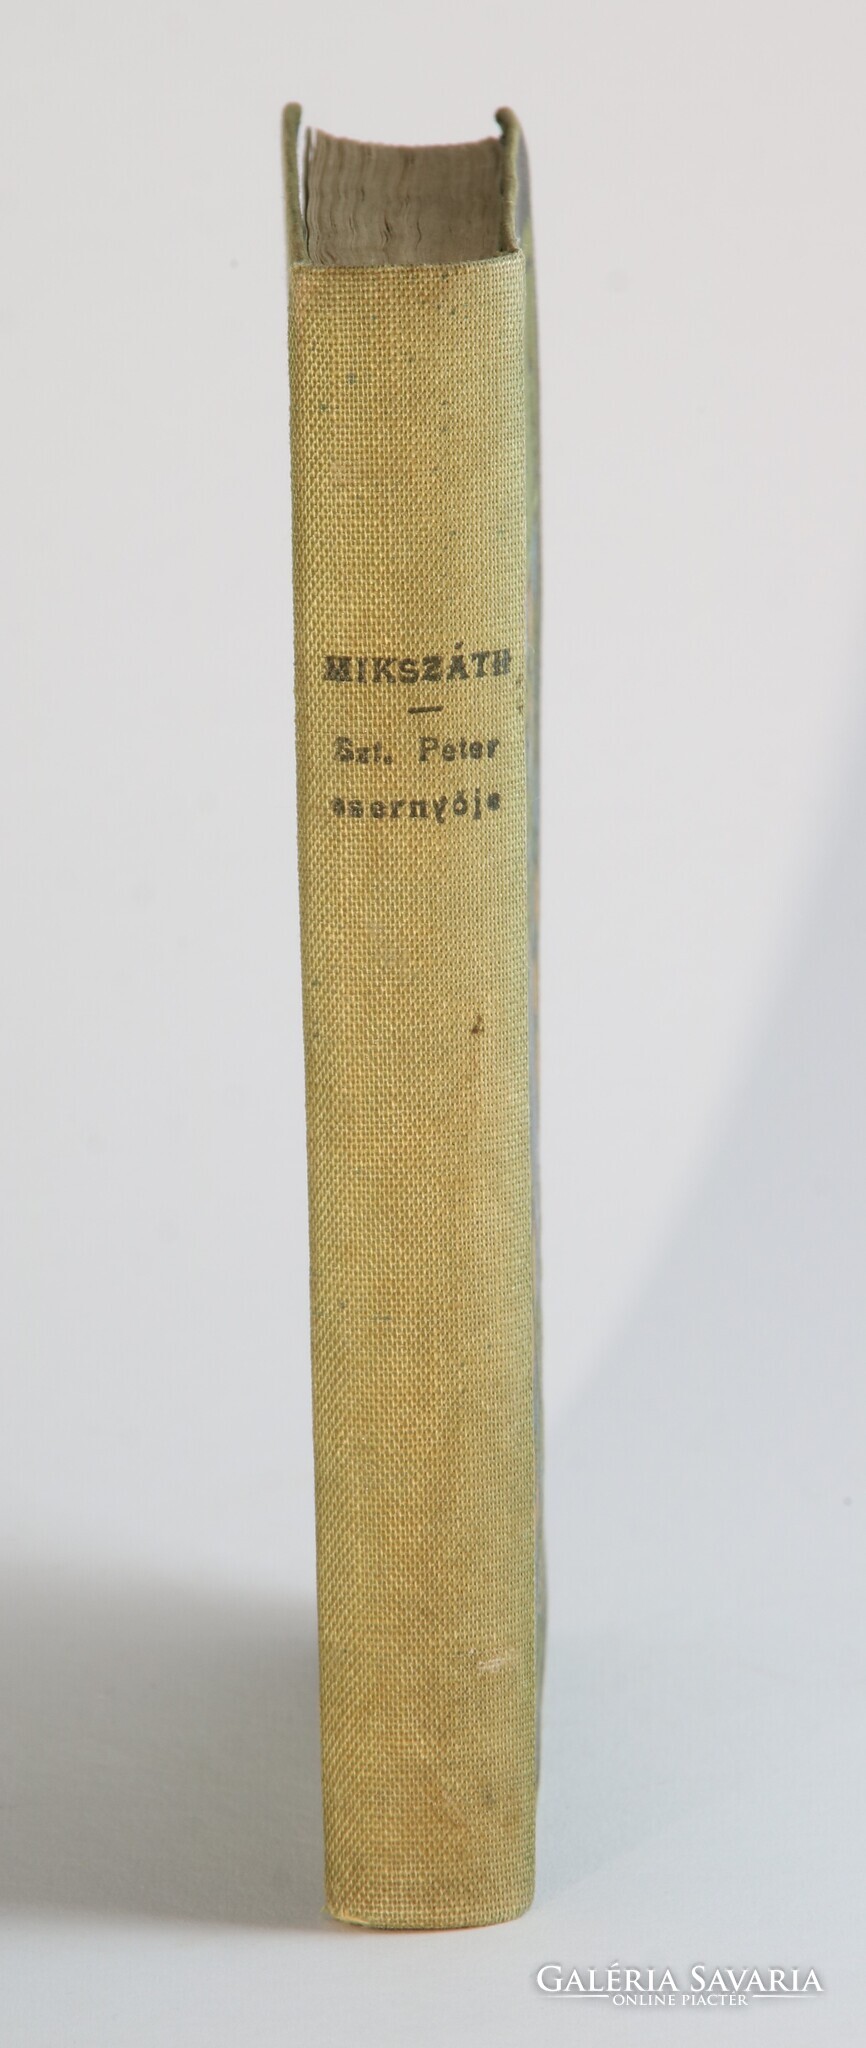 MIKSZÁTH
—
Szt. Péter
esernyője
GALÉRIA SAVARIA
ONLINE PIACTÉR